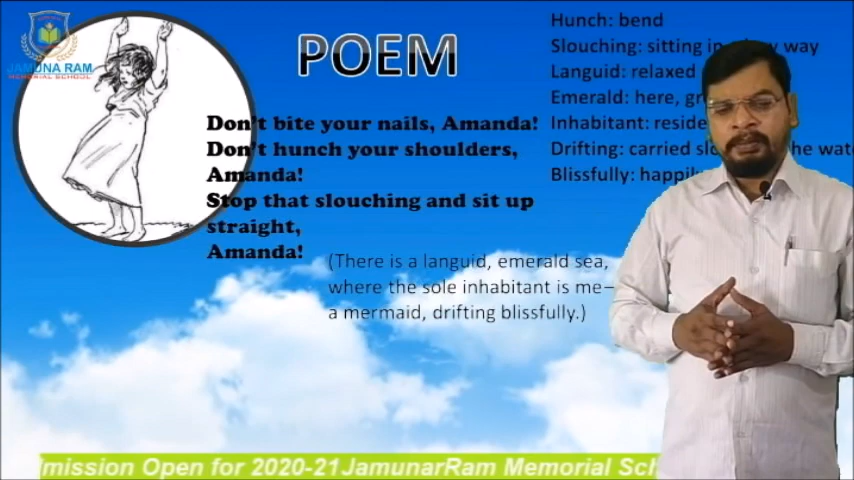 JAMUNA RAM
MEMORIAL SCHOOL
POEM
Don't bite your nails, Amanda!
Don't hunch your shoulders,
Amanda!
Stop that slouching and sit up
straight,
Amanda!
(There is a languid, emerald sea,
where the sole inhabitant is me–
a mermaid, drifting blissfully.)
Hunch: bend
Slouching: sitting in way
Languid: relaxed
Emerald: here,
Inhabitant:
Drifting: carried
Blissfully:
Open for 2020-21JamunarRam Memorial